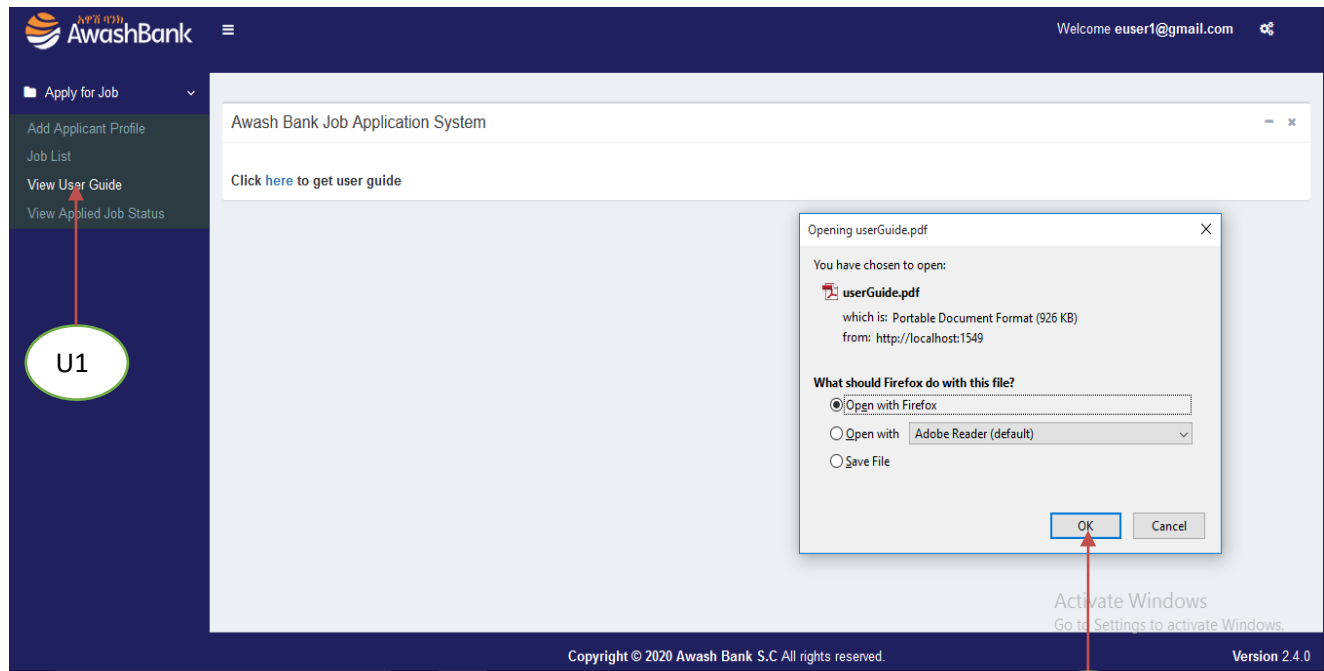 አዋሽ ባንክ
AwashBank
Welcome euser1@gmail.com
Apply for Job
Add Applicant Profile
Job List
View User Guide
View Applied Job Status
U1
Awash Bank Job Application System
Click here to get user guide
Opening userGuide.pdf
You have chosen to open:
userGuide.pdf
which is: Portable Document Format (926 KB)
from: http://localhost:1549
What should Firefox do with this file?
Open with Firefox
Open with Adobe Reader (default)
Save File
OK Cancel
Activate Windows
Go to Settings to activate Windows.
Copyright © 2020 Awash Bank S.C All rights reserved. Version 2.4.0